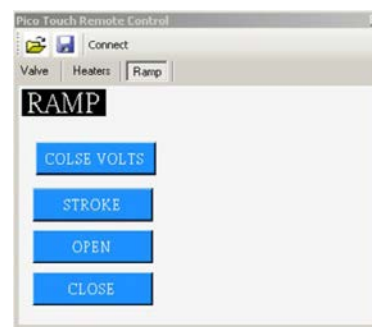 Pico Touch Remote Control
Connect
Valve Heaters Ramp
RAMP
COLSE VOLTS
STROKE
OPEN
CLOSE